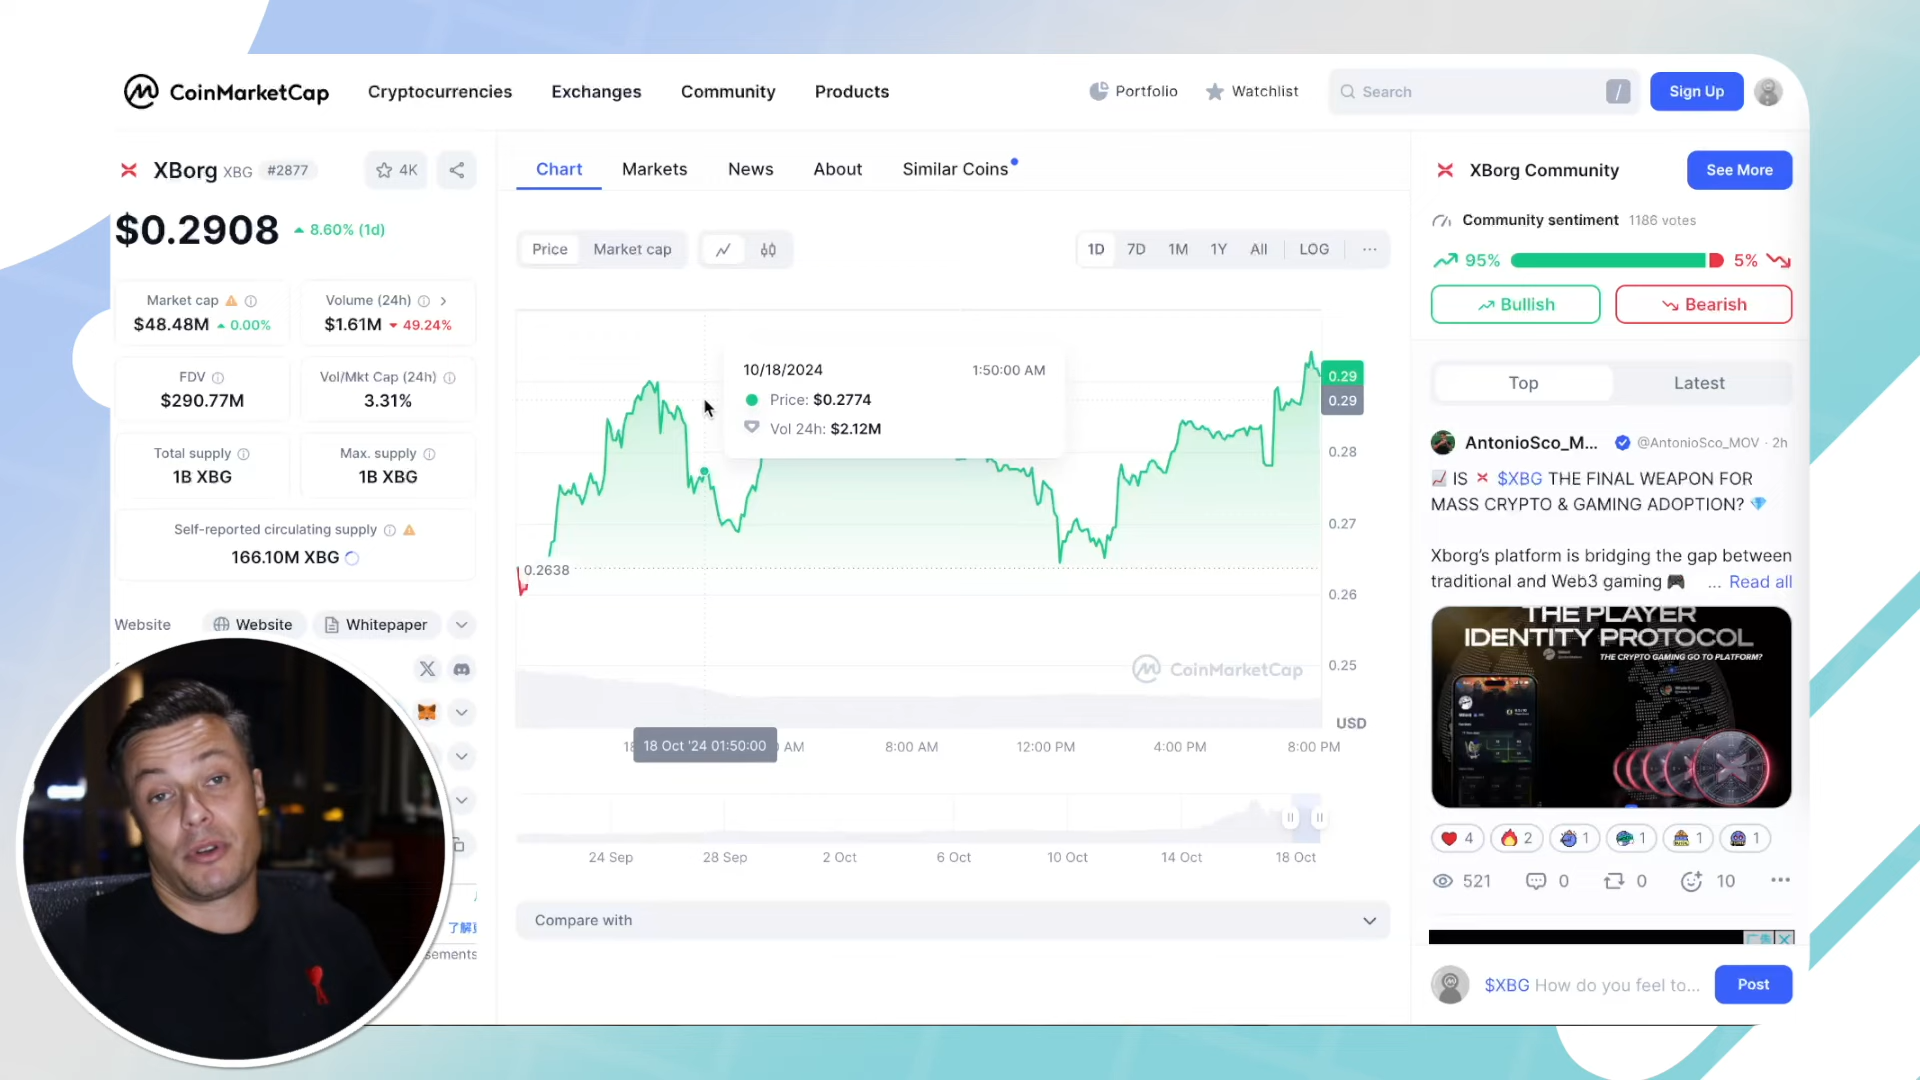 CoinMarketCap
Cryptocurrencies
Exchanges
Community
Products
Portfolio
Watchlist
Search
/
Sign Up
XBorg XBG #2877
4K
$0.2908 8.60% (1d)
Market cap
$48.48M 0.00%
Volume (24h)
$1.61M 49.24%
FDV
$290.77M
Vol/Mkt Cap (24h)
3.31%
Total supply
1B XBG
Max. supply
1B XBG
Self-reported circulating supply
166.10M XBG
Website
Website
Whitepaper
了解
sements
Chart
Markets
News
About
Similar Coins
Price
Market cap
1D
7D
1M
1Y
All
LOG
...
10/18/2024 1:50:00 AM
Price: $0.2774
Vol 24h: $2.12M
0.29
0.29
0.28
0.27
0.26
0.25
0.2638
CoinMarketCap
USD
18 Oct '24 01:50:00
AM
8:00 AM
12:00 PM
4:00 PM
8:00 PM
24 Sep
28 Sep
2 Oct
6 Oct
10 Oct
14 Oct
18 Oct
Compare with
XBorg Community
See More
Community sentiment 1186 votes
95%
5%
Bullish
Bearish
Top
Latest
AntonioSco_M... @AntonioSco_MOV · 2h
IS $XBG THE FINAL WEAPON FOR
MASS CRYPTO & GAMING ADOPTION?
Xborg's platform is bridging the gap between
traditional and Web3 gaming ... Read all
THE PLAYER
IDENTITY PROTOCOL
THE CRYPTO GAMING GO TO PLATFORM?
4
2
1
1
1
1
521
0
0
10
$XBG How do you feel to...
Post